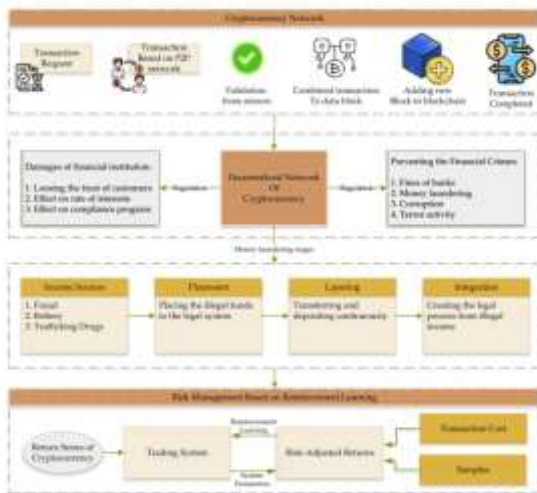 Cryptocurrency Network
Transaction
Request
Transaction
Based on P2P
network
Validation
from miners
Combined transaction
To data block
Adding new
Block to blockchain
Transaction
Completed
Damages of financial institution:
1. Loosing the trust of customers
2. Effect on rate of interests
3. Effect on compliance program
Regulation
Decentralized Network
Of
Cryptocurrency
Regulation
Preventing the Financial Crimes:
1. Fines of banks
2. Money laundering
3. Corruption
4. Terror activity
Money laundering stages
Income Sources
1. Fraud
2. Robbery
3. Trafficking Drugs
Placement
Placing the illegal funds
in the legal system
Layering
Transferring and
depositing continuously
Integration
Creating the legal
process from illegal
income
Risk Management Based on Reinforcement Learning
Return Series of
Cryptocurrency
Trading System
Reinforcement
Learning
System
Risk-Adjusted Returns
Transaction Cost
Samples